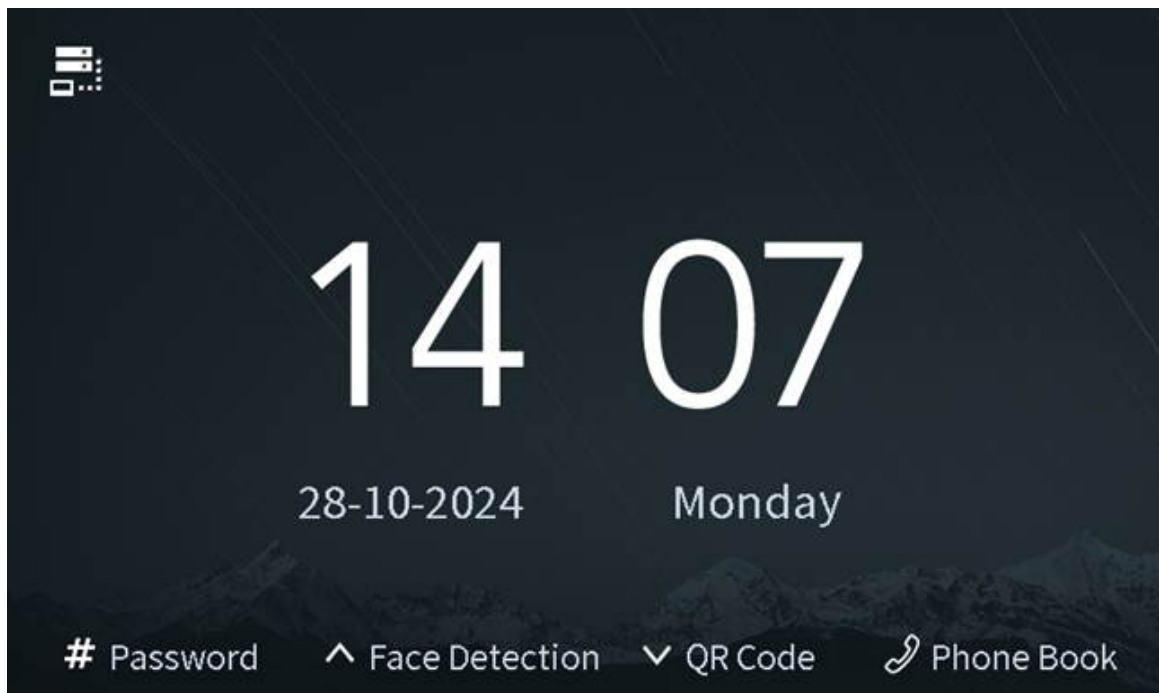 14 07
28-10-2024 Monday
# Password ^ Face Detection ⌄ QR Code Phone Book